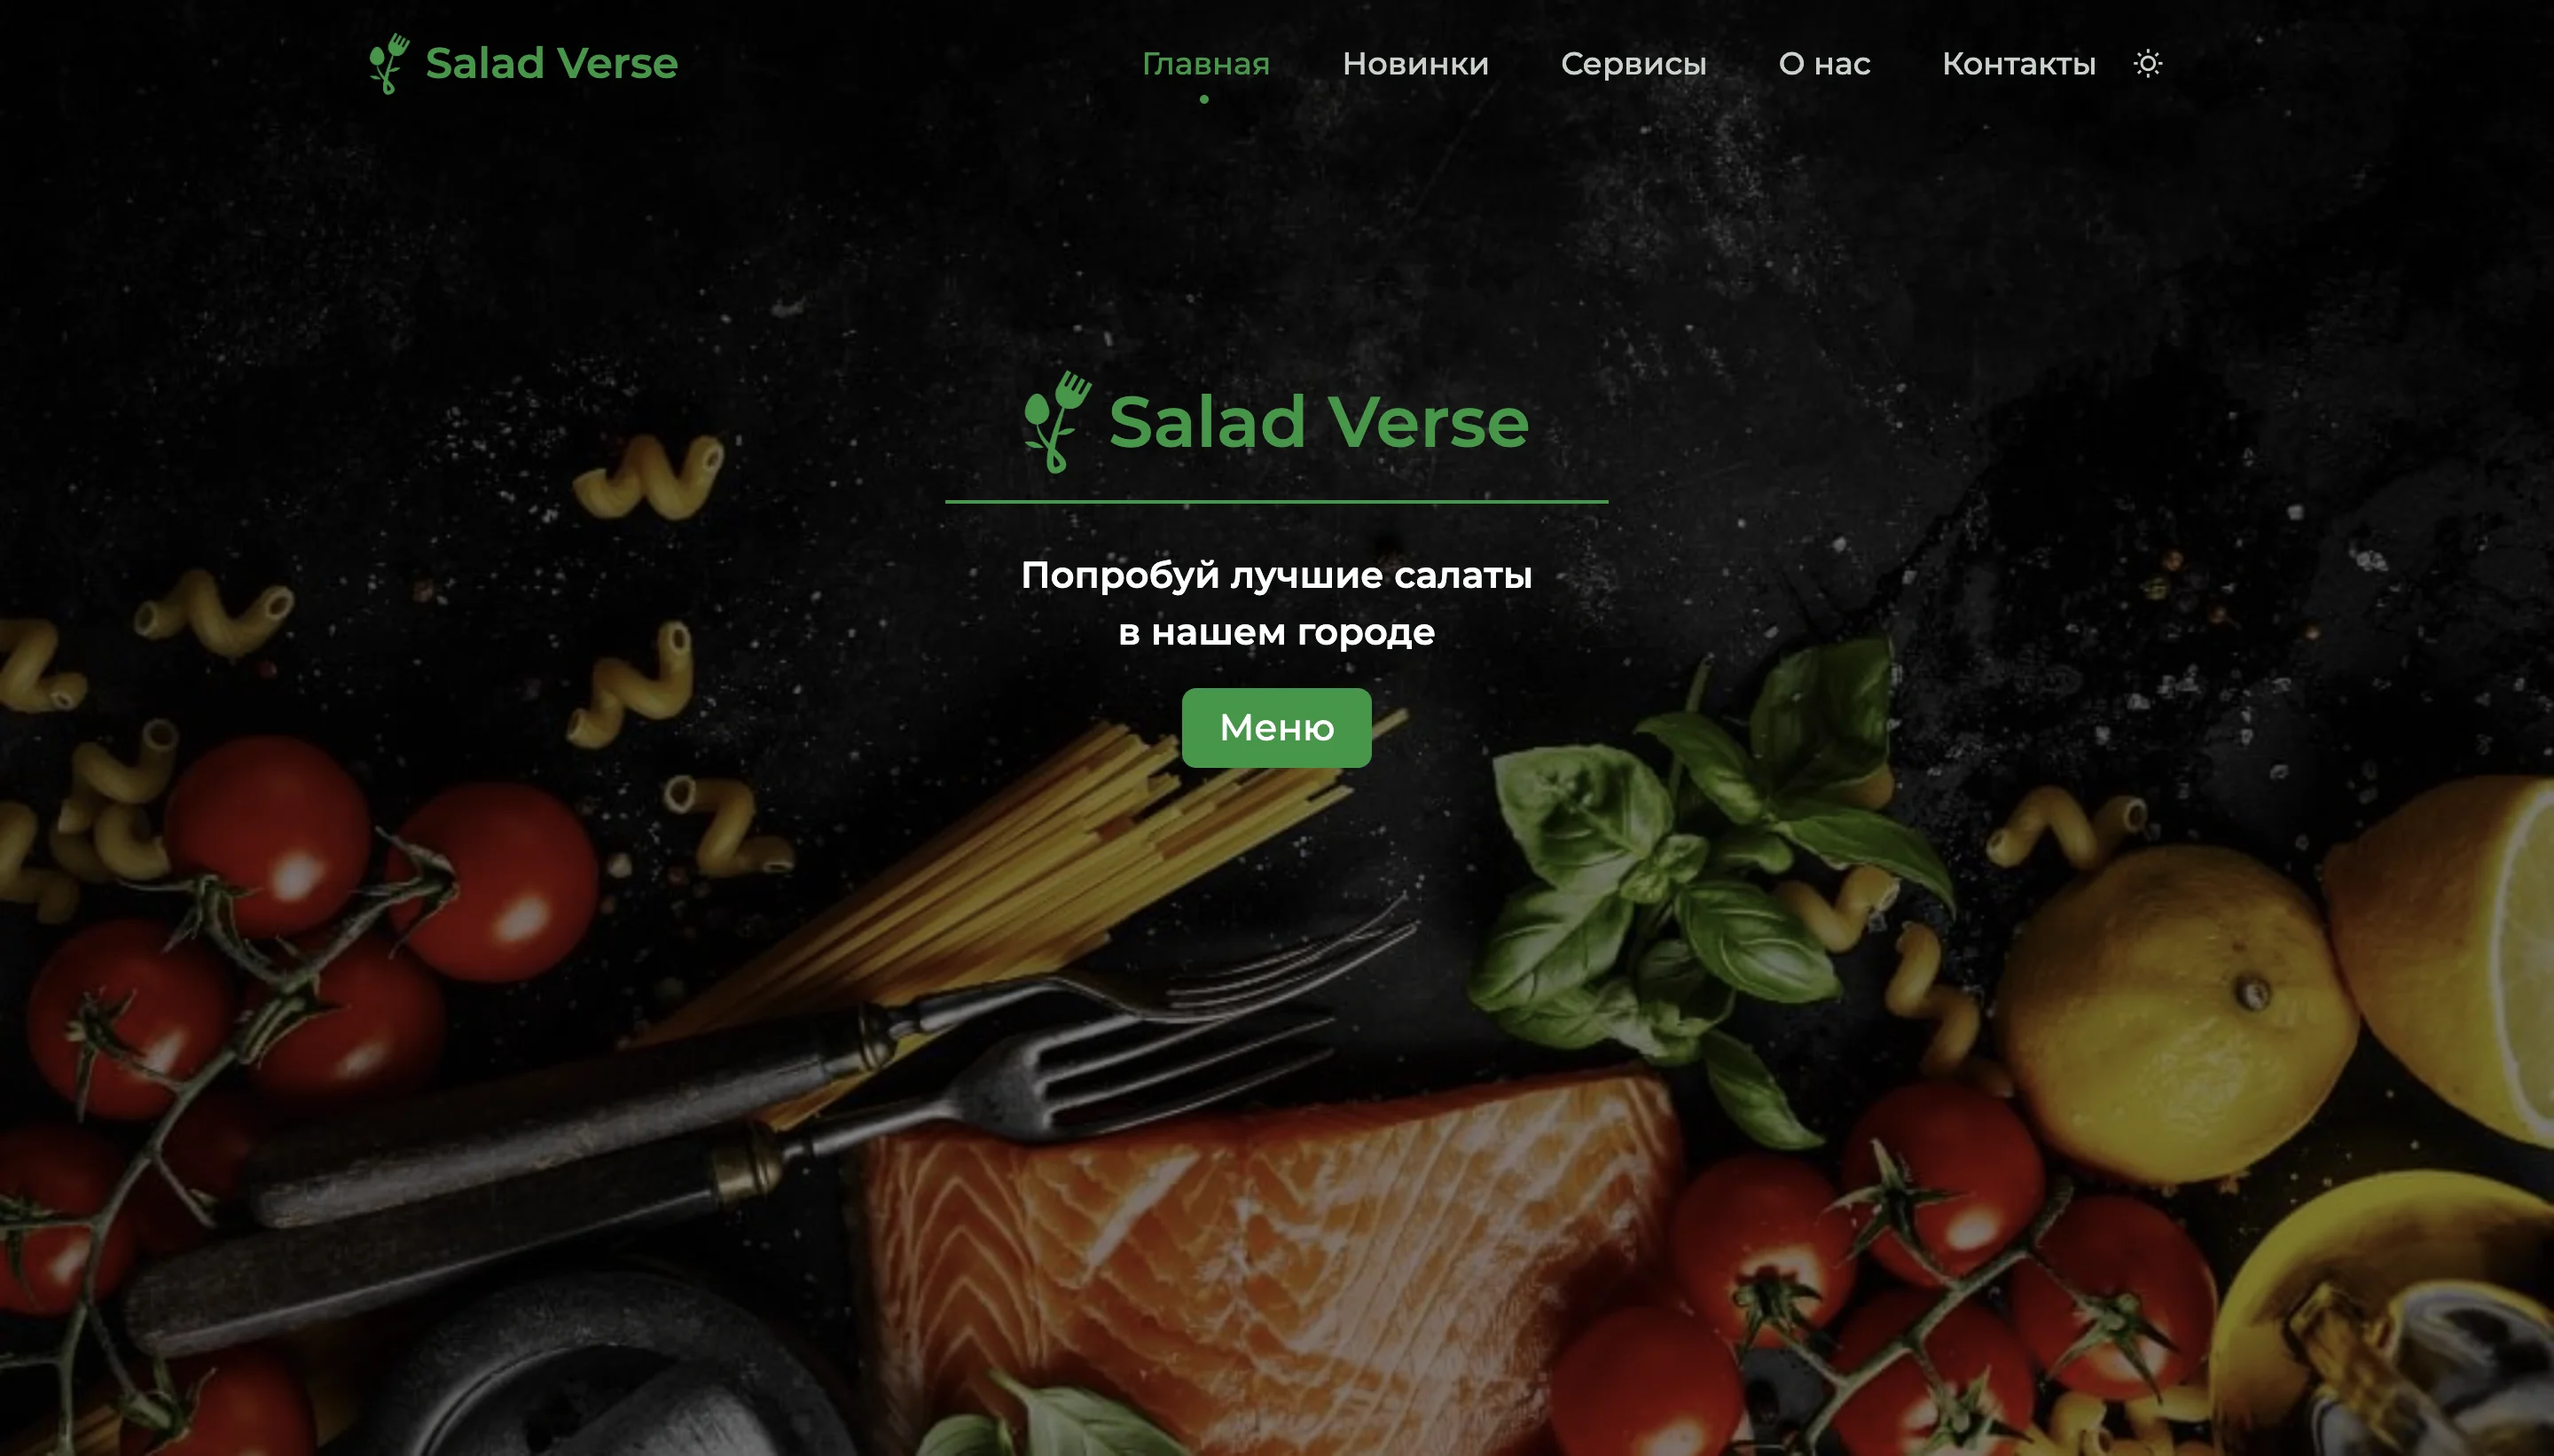 Salad Verse
Главная Новинки Сервисы О нас Контакты
Salad Verse
Попробуй лучшие салаты
в нашем городе
Меню